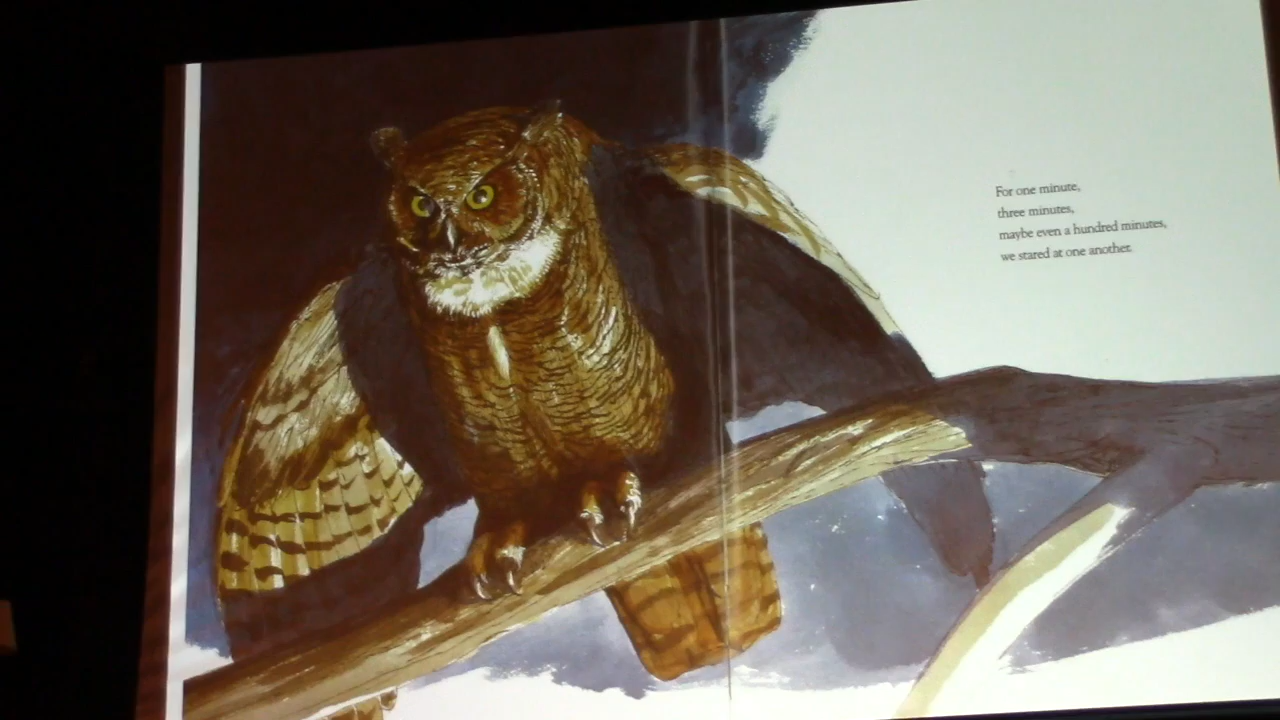 For one minute,
three minutes,
maybe even a hundred minutes,
we stared at one another.